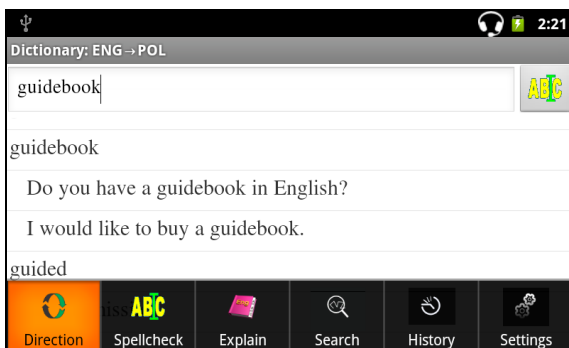 2:21
Dictionary: ENG→POL
guidebook
ABC
guidebook
Do you have a guidebook in English?
I would like to buy a guidebook.
guided
ABC
Direction Spellcheck Explain Search History Settings